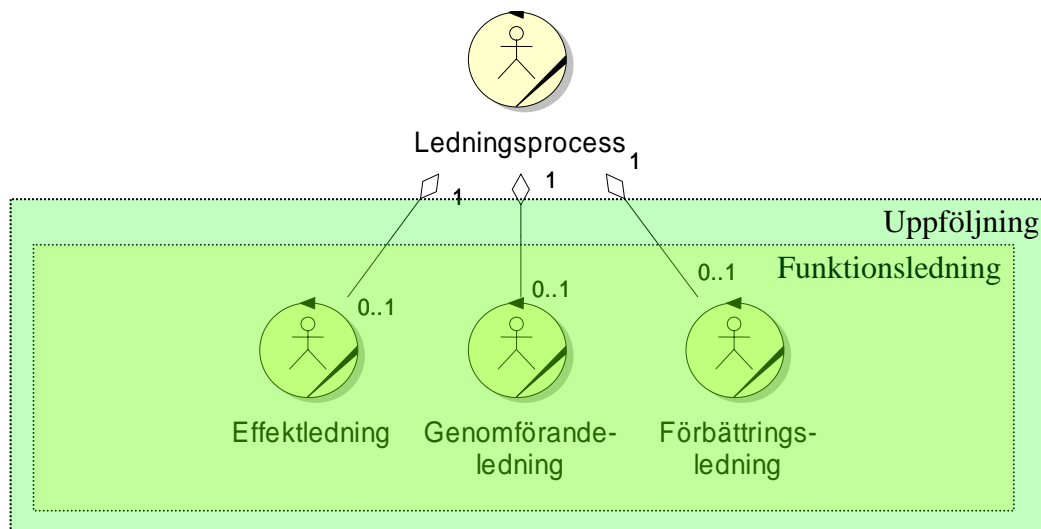 Ledningsprocess
1
1
1
Uppföljning
Funktionsledning
0..1
0..1
0..1
Effektledning
Genomförande-
ledning
Förbättrings-
ledning